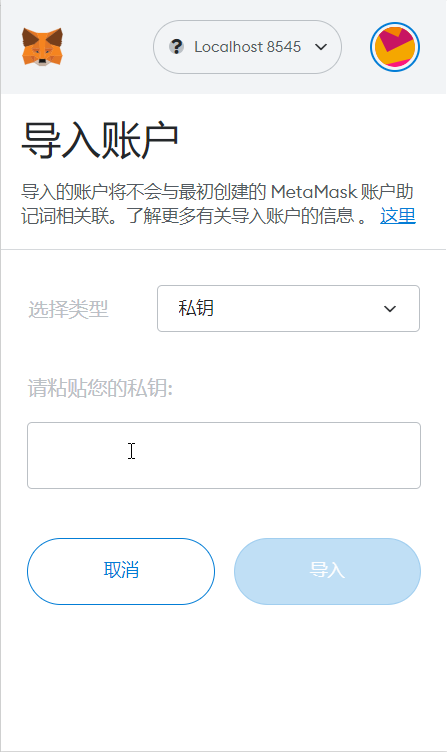 Localhost 8545
导入账户
导入的账户将不会与最初创建的 MetaMask 账户助
记词相关联。了解更多有关导入账户的信息 。 这里
选择类型
私钥
请粘贴您的私钥:
取消
导入